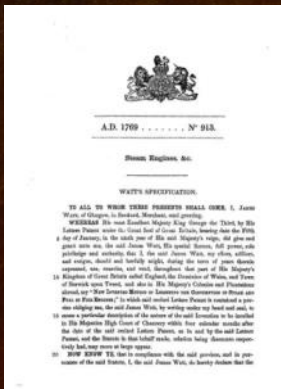 A.D. 1769 . . . . . . . Nº 913.
Steam Engines, &c.
WATT'S SPECIFICATION.
TO ALL TO WHOM THESE PRESENTS SHALL COME, I, JAMES
WATT, of Glasgow, in Scotland, Merchant, send greeting.
WHEREAS His most Excellent Majesty King George the Third, by His
Letters Patent under the Great Seal of Great Britain, bearing date the Fifth
5 day of January, in the ninth year of His said Majesty's reign, did give and
grant unto me, the said James Watt, His special licence, full power, sole
priviledge and authority, that I, the said James Watt, my exors, admors,
and assigns, should and lawfully might, during the term of years therein
expressed, use, exercise, and vend, throughout that part of His Majesty's
10 Kingdom of Great Britain called England, the Dominion of Wales, and Town
of Berwick upon Tweed, and also in His Majesty's Colonies and Plantations
abroad, my "NEW INVENTED METHOD OF LESSENING THE CONSUMPTION OF STEAM AND
FUEL IN FIRE ENGINES;" in which said recited Letters Patent is contained a proviso
obliging me, the said James Watt, by writing under my hand and seal, to
15 cause a particular description of the nature of the said Invention to be inrolled
in His Majesties High Court of Chancery within four calendar months after
the date of the said recited Letters Patent, as in and by the said Letters
Patent, and the Statute in that behalf made, relation being thereunto respectively
had, may more at large appear.
20 NOW KNOW YE, that in compliance with the said proviso, and in pursuance
of the said Statute, I, the said James Watt, do hereby declare that the